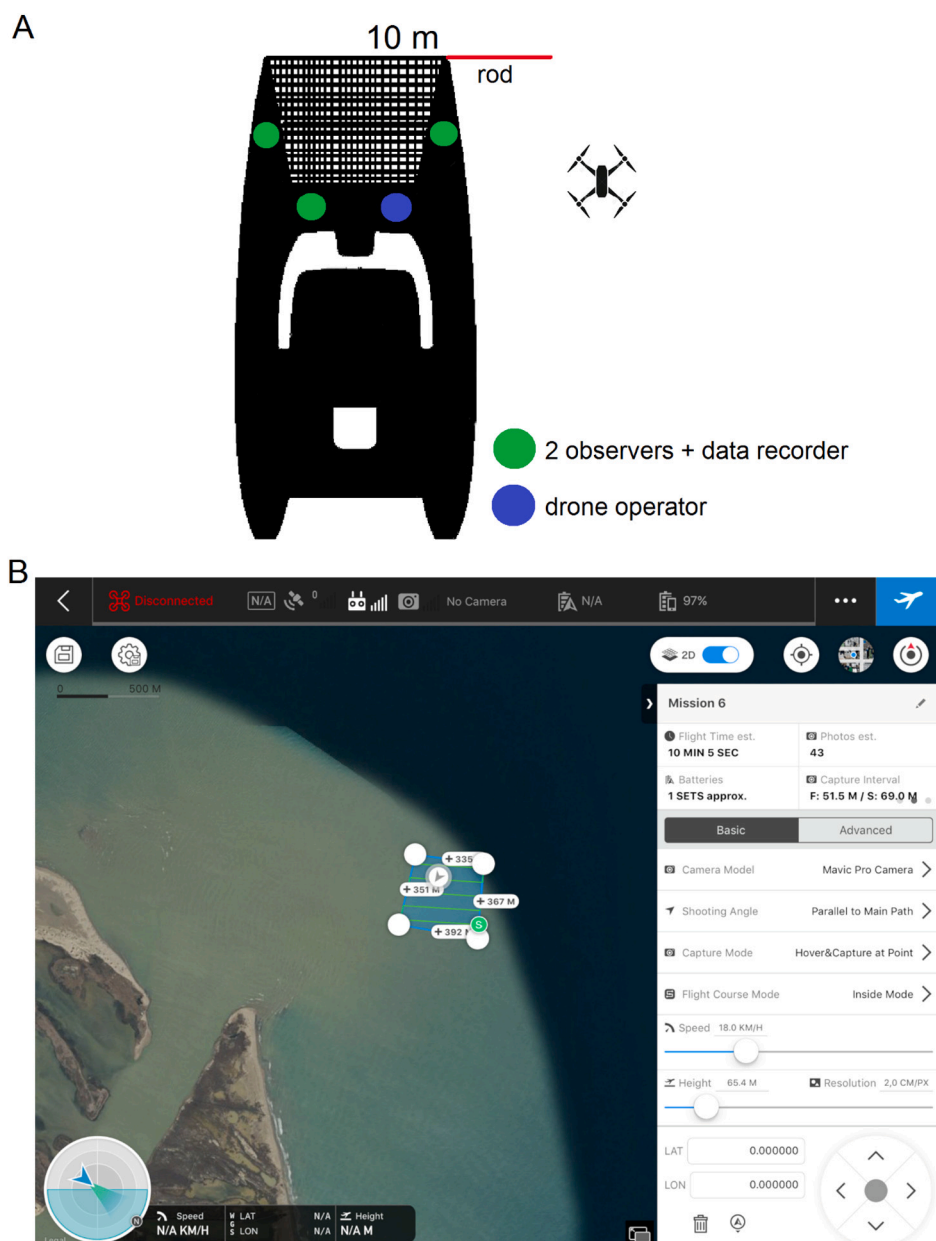 A
10 m
rod
2 observers + data recorder
drone operator
B
Disconnected N/A 0 No Camera N/A 97%
2D
0 500 M
Mission 6
Flight Time est. Photos est.
10 MIN 5 SEC 43
Batteries Capture Interval
1 SETS approx. F: 51.5 M / S: 69.0 M
Basic Advanced
Camera Model Mavic Pro Camera
Shooting Angle Parallel to Main Path
Capture Mode Hover&Capture at Point
Flight Course Mode Inside Mode
Speed 18.0 KM/H
Height 65.4 M Resolution 2,0 CM/PX
LAT 0.000000
LON 0.000000
+ 335
+ 351 M
+ 367 M
S
+ 392 M
N
Speed WGS LAT N/A Height
N/A KM/H LON N/A N/A M